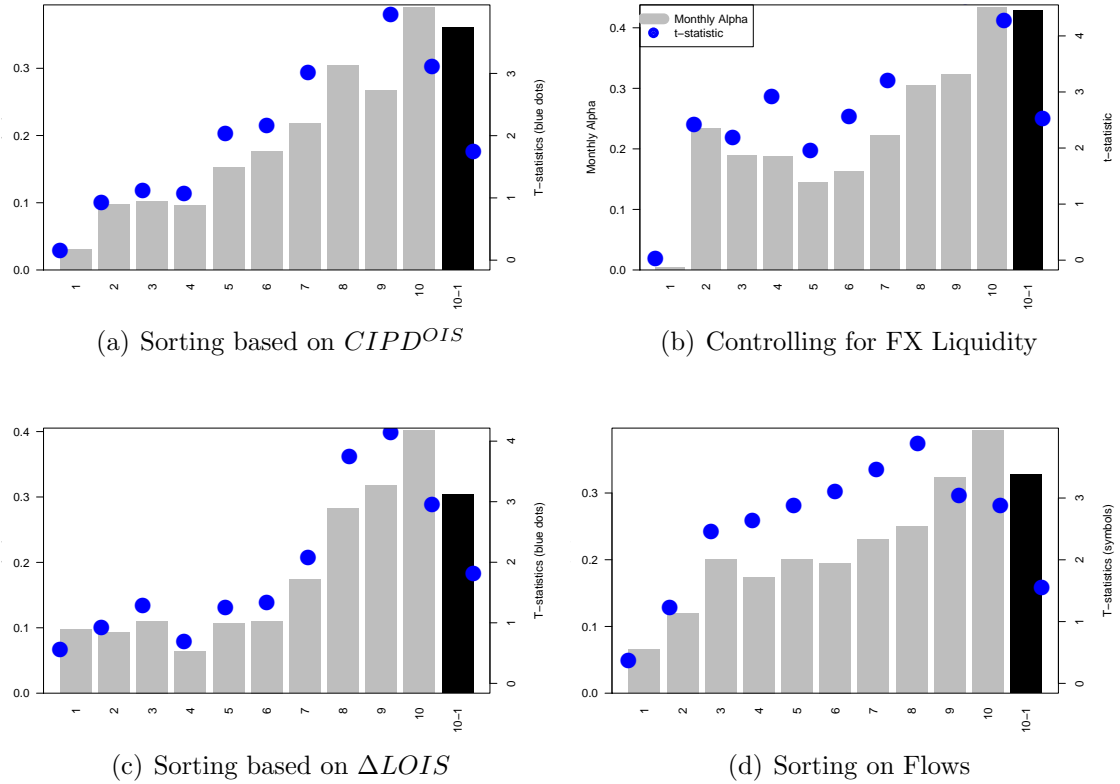 0.3
0.2
0.1
0.0
3
2
1
0
T−statistics (blue dots)
1 2 3 4 5 6 7 8 9 10 10−1
(a) Sorting based on CIPD^OIS
Monthly Alpha
t−statistic
0.4
0.3
0.2
0.1
0.0
Monthly Alpha
4
3
2
1
0
t−statistic
1 2 3 4 5 6 7 8 9 10 10−1
(b) Controlling for FX Liquidity
0.4
0.3
0.2
0.1
0.0
4
3
2
1
0
T−statistics (blue dots)
1 2 3 4 5 6 7 8 9 10 10−1
(c) Sorting based on ΔLOIS
0.3
0.2
0.1
0.0
3
2
1
0
T−statistics (symbols)
1 2 3 4 5 6 7 8 9 10 10−1
(d) Sorting on Flows